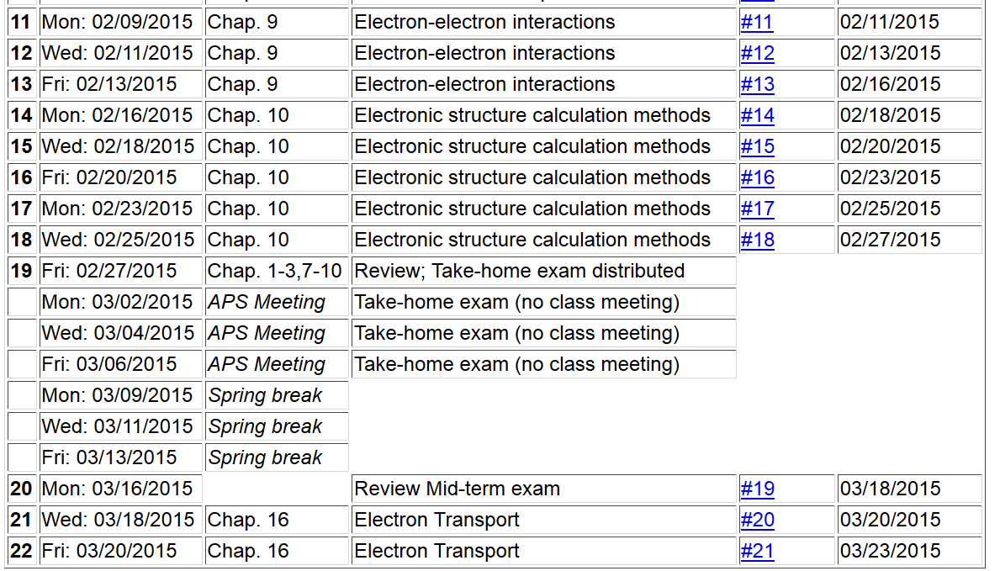 11 Mon: 02/09/2015 Chap. 9 Electron-electron interactions #11 02/11/2015
12 Wed: 02/11/2015 Chap. 9 Electron-electron interactions #12 02/13/2015
13 Fri: 02/13/2015 Chap. 9 Electron-electron interactions #13 02/16/2015
14 Mon: 02/16/2015 Chap. 10 Electronic structure calculation methods #14 02/18/2015
15 Wed: 02/18/2015 Chap. 10 Electronic structure calculation methods #15 02/20/2015
16 Fri: 02/20/2015 Chap. 10 Electronic structure calculation methods #16 02/23/2015
17 Mon: 02/23/2015 Chap. 10 Electronic structure calculation methods #17 02/25/2015
18 Wed: 02/25/2015 Chap. 10 Electronic structure calculation methods #18 02/27/2015
19 Fri: 02/27/2015 Chap. 1-3,7-10 Review; Take-home exam distributed
Mon: 03/02/2015 APS Meeting Take-home exam (no class meeting)
Wed: 03/04/2015 APS Meeting Take-home exam (no class meeting)
Fri: 03/06/2015 APS Meeting Take-home exam (no class meeting)
Mon: 03/09/2015 Spring break
Wed: 03/11/2015 Spring break
Fri: 03/13/2015 Spring break
20 Mon: 03/16/2015 Review Mid-term exam #19 03/18/2015
21 Wed: 03/18/2015 Chap. 16 Electron Transport #20 03/20/2015
22 Fri: 03/20/2015 Chap. 16 Electron Transport #21 03/23/2015